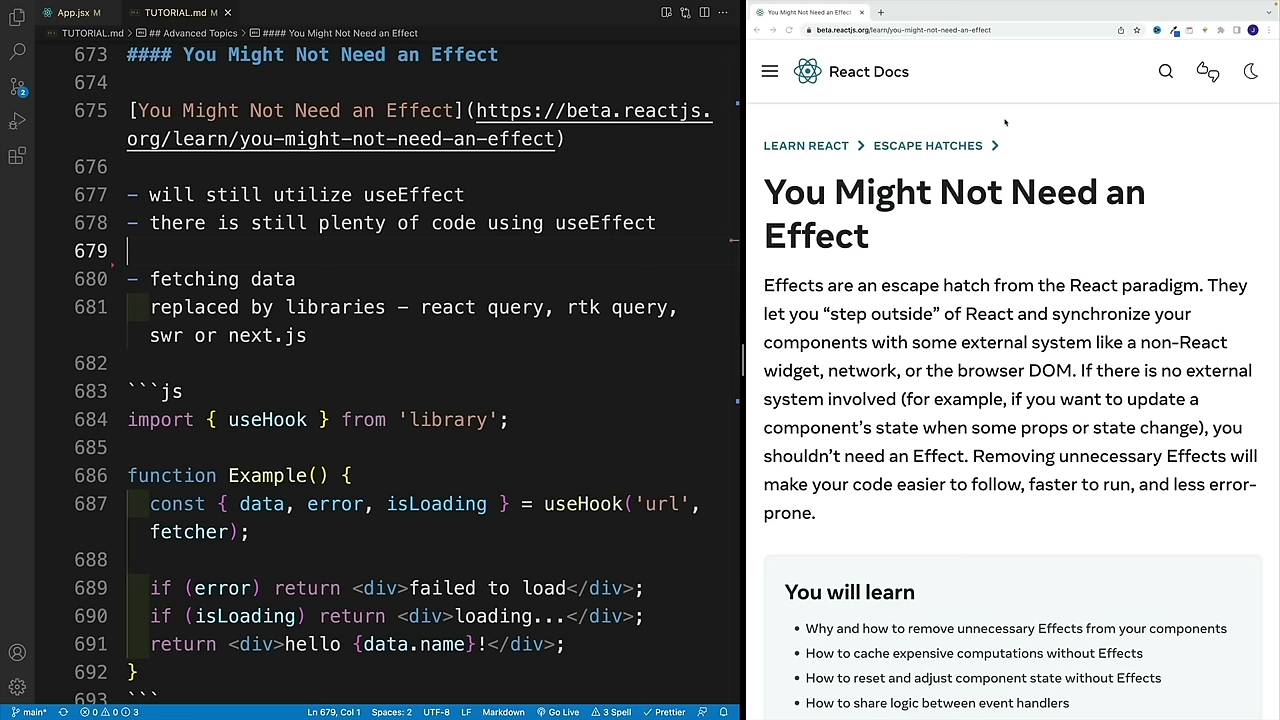 App.jsx M
TUTORIAL.md M
TUTORIAL.md > ## Advanced Topics > #### You Might Not Need an Effect
673 #### You Might Not Need an Effect
674
675 [You Might Not Need an Effect](https://beta.reactjs.
org/learn/you-might-not-need-an-effect)
676
677 - will still utilize useEffect
678 - there is still plenty of code using useEffect
679
680 - fetching data
681 replaced by libraries - react query, rtk query,
swr or next.js
682
683 ```js
684 import { useHook } from 'library';
685
686 function Example() {
687 const { data, error, isLoading } = useHook('url',
fetcher);
688
689 if (error) return <div>failed to load</div>;
690 if (isLoading) return <div>loading...</div>;
691 return <div>hello {data.name}!</div>;
692 }
693 ```
2
main* 0 0 3 Ln 679, Col 1 Spaces: 2 UTF-8 LF Markdown Go Live 3 Spell Prettier
You Might Not Need an Effect
beta.reactjs.org/learn/you-might-not-need-an-effect
J
React Docs
LEARN REACT > ESCAPE HATCHES >
You Might Not Need an
Effect
Effects are an escape hatch from the React paradigm. They
let you “step outside” of React and synchronize your
components with some external system like a non-React
widget, network, or the browser DOM. If there is no external
system involved (for example, if you want to update a
component’s state when some props or state change), you
shouldn’t need an Effect. Removing unnecessary Effects will
make your code easier to follow, faster to run, and less error-
prone.
You will learn
• Why and how to remove unnecessary Effects from your components
• How to cache expensive computations without Effects
• How to reset and adjust component state without Effects
• How to share logic between event handlers